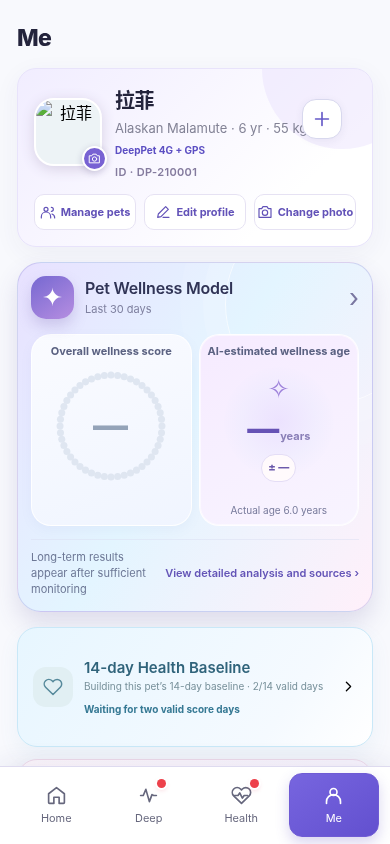 Me
拉菲
拉菲
Alaskan Malamute · 6 yr · 55 kg
DeepPet 4G + GPS
ID · DP-210001
Manage pets
Edit profile
Change photo
Pet Wellness Model
Last 30 days
Overall wellness score
—
AI-estimated wellness age
— years
± —
Actual age 6.0 years
Long-term results
appear after sufficient
monitoring
View detailed analysis and sources ›
14-day Health Baseline
Building this pet's 14-day baseline · 2/14 valid days
Waiting for two valid score days
Home
Deep
Health
Me